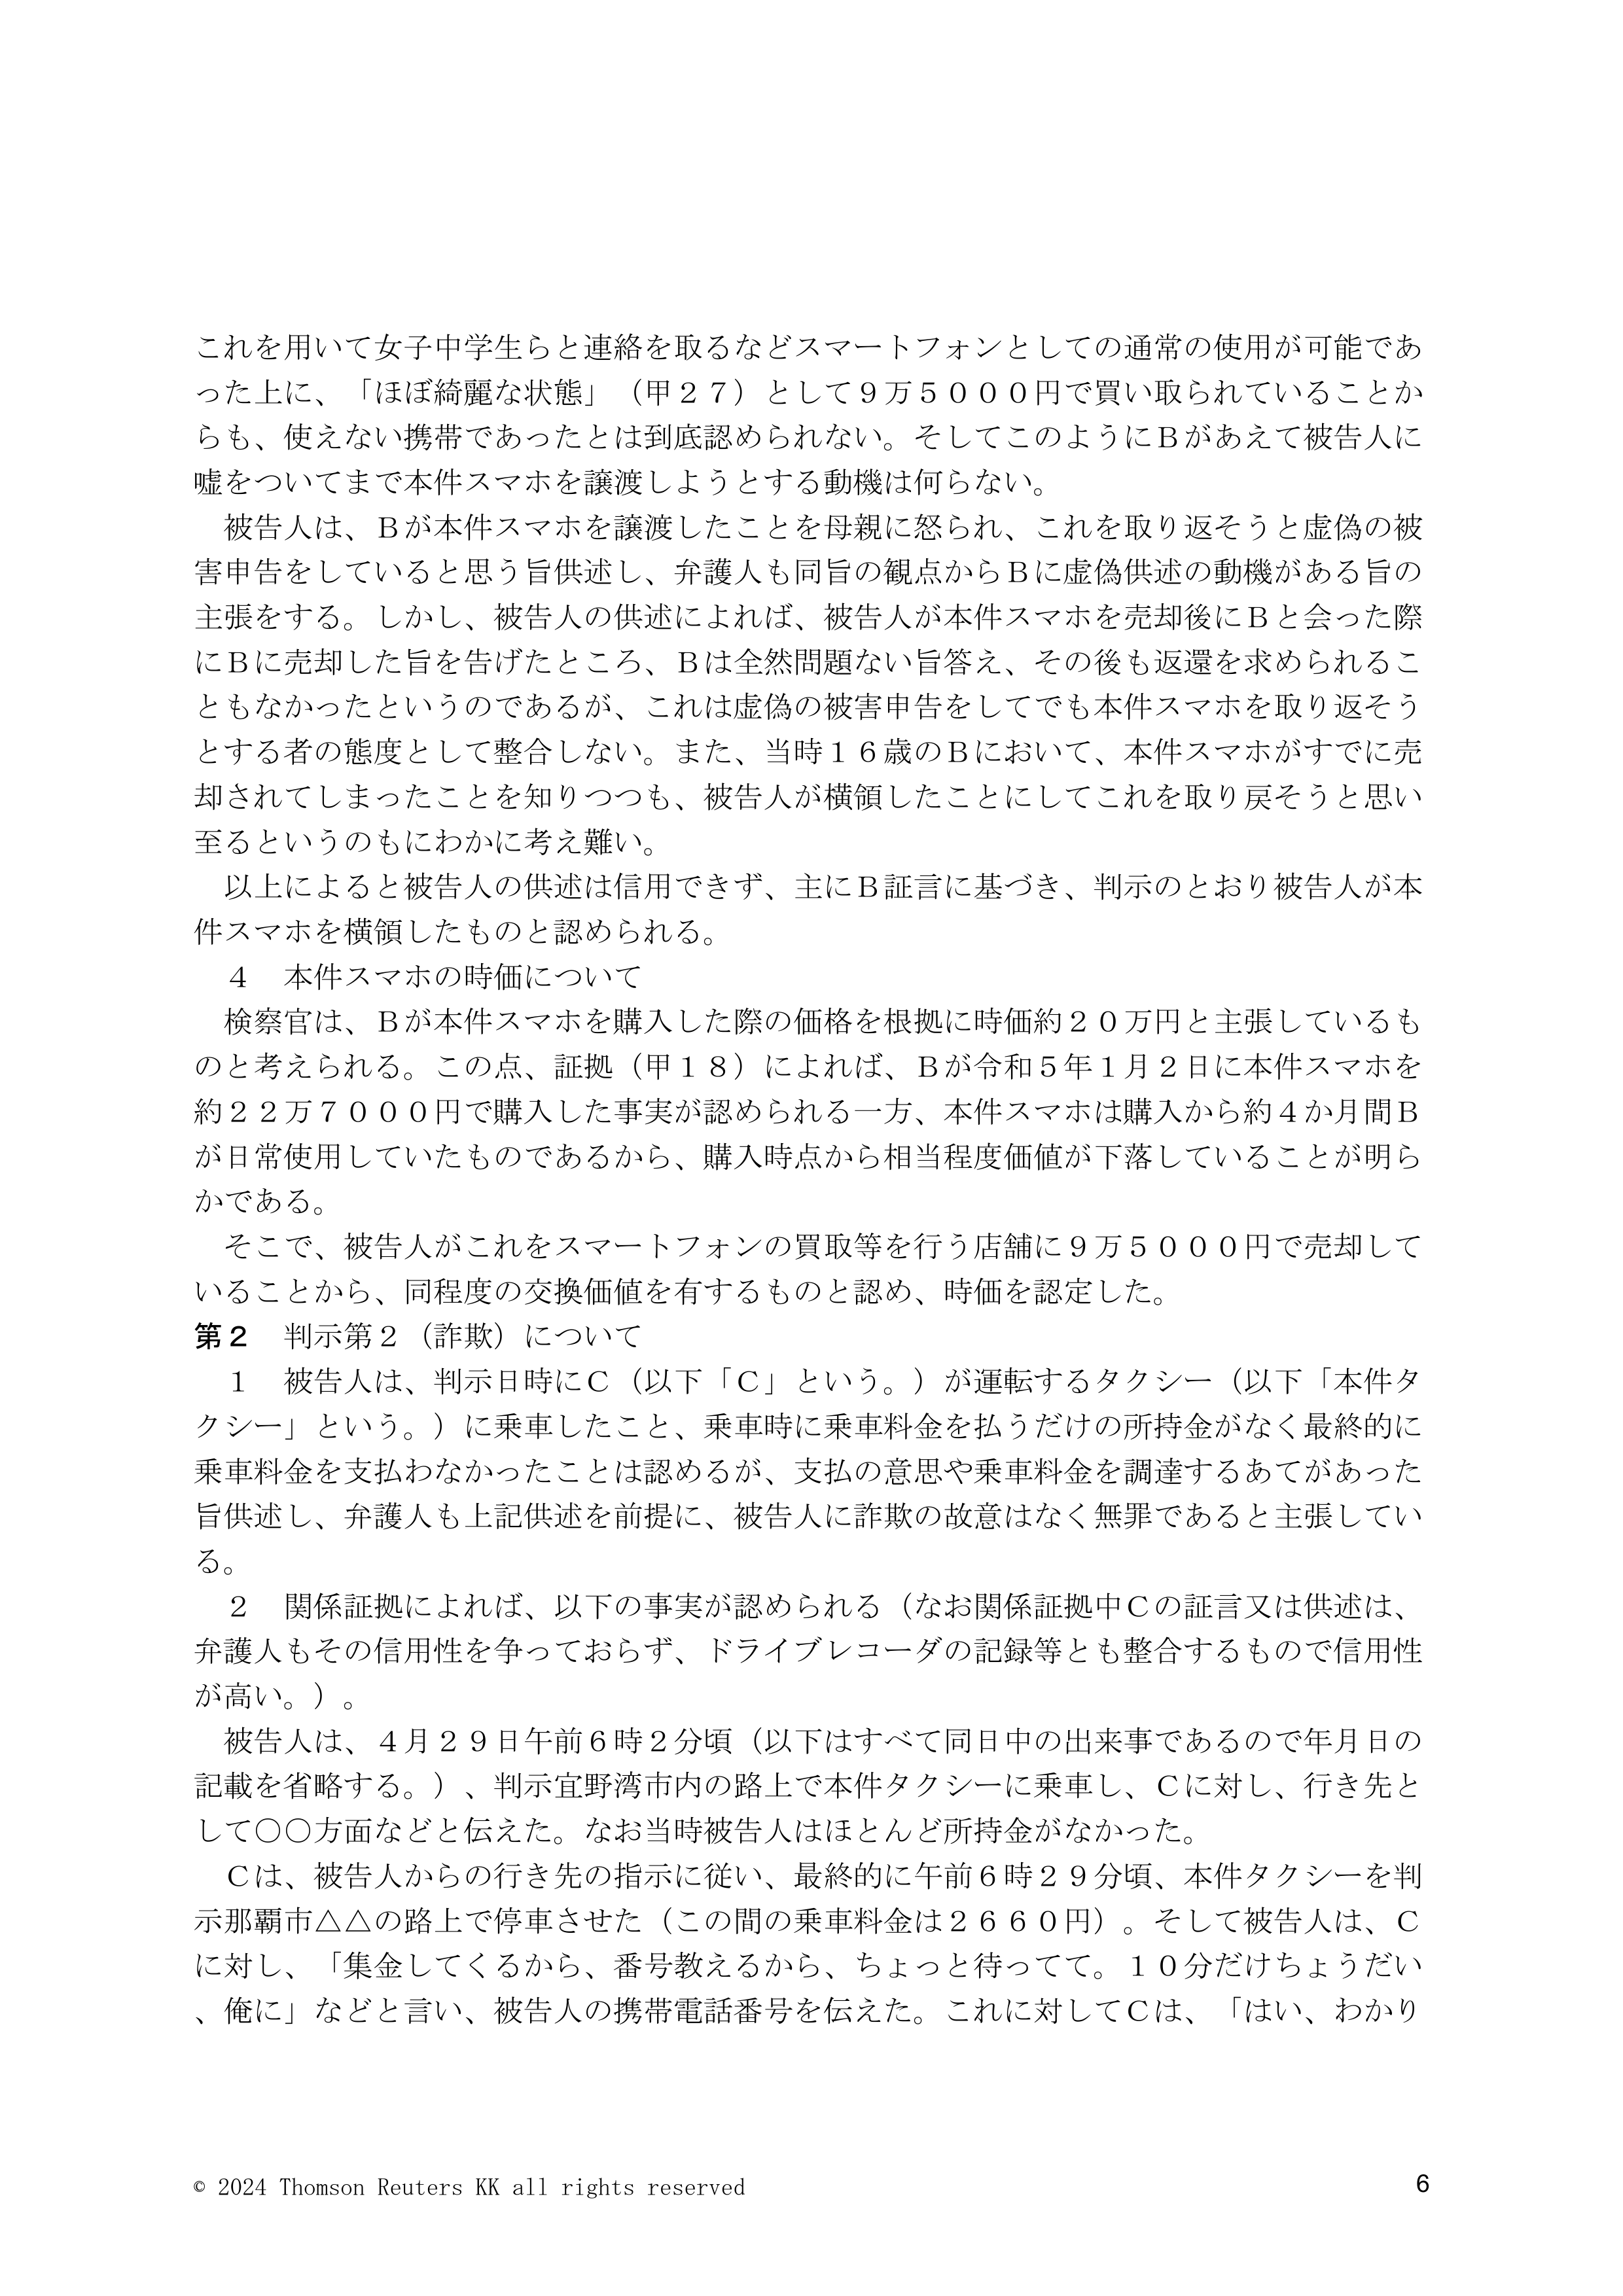 これを用いて女子中学生らと連絡を取るなどスマートフォンとしての通常の使用が可能であ
った上に、「ほぼ綺麗な状態」（甲２７）として９万５０００円で買い取られていることか
らも、使えない携帯であったとは到底認められない。そしてこのようにＢがあえて被告人に
嘘をついてまで本件スマホを譲渡しようとする動機は何らない。
　被告人は、Ｂが本件スマホを譲渡したことを母親に怒られ、これを取り返そうと虚偽の被
害申告をしていると思う旨供述し、弁護人も同旨の観点からＢに虚偽供述の動機がある旨の
主張をする。しかし、被告人の供述によれば、被告人が本件スマホを売却後にＢと会った際
にＢに売却した旨を告げたところ、Ｂは全然問題ない旨答え、その後も返還を求められるこ
ともなかったというのであるが、これは虚偽の被害申告をしてでも本件スマホを取り返そう
とする者の態度として整合しない。また、当時１６歳のＢにおいて、本件スマホがすでに売
却されてしまったことを知りつつも、被告人が横領したことにしてこれを取り戻そうと思い
至るというのもにわかに考え難い。
　以上によると被告人の供述は信用できず、主にＢ証言に基づき、判示のとおり被告人が本
件スマホを横領したものと認められる。
　４　本件スマホの時価について
　検察官は、Ｂが本件スマホを購入した際の価格を根拠に時価約２０万円と主張しているも
のと考えられる。この点、証拠（甲１８）によれば、Ｂが令和５年１月２日に本件スマホを
約２２万７０００円で購入した事実が認められる一方、本件スマホは購入から約４か月間Ｂ
が日常使用していたものであるから、購入時点から相当程度価値が下落していることが明ら
かである。
　そこで、被告人がこれをスマートフォンの買取等を行う店舗に９万５０００円で売却して
いることから、同程度の交換価値を有するものと認め、時価を認定した。
第２　判示第２（詐欺）について
　１　被告人は、判示日時にＣ（以下「Ｃ」という。）が運転するタクシー（以下「本件タ
クシー」という。）に乗車したこと、乗車時に乗車料金を払うだけの所持金がなく最終的に
乗車料金を支払わなかったことは認めるが、支払の意思や乗車料金を調達するあてがあった
旨供述し、弁護人も上記供述を前提に、被告人に詐欺の故意はなく無罪であると主張してい
る。
　２　関係証拠によれば、以下の事実が認められる（なお関係証拠中Ｃの証言又は供述は、
弁護人もその信用性を争っておらず、ドライブレコーダの記録等とも整合するもので信用性
が高い。）。
　被告人は、４月２９日午前６時２分頃（以下はすべて同日中の出来事であるので年月日の
記載を省略する。）、判示宜野湾市内の路上で本件タクシーに乗車し、Ｃに対し、行き先と
して〇〇方面などと伝えた。なお当時被告人はほとんど所持金がなかった。
　Ｃは、被告人からの行き先の指示に従い、最終的に午前６時２９分頃、本件タクシーを判
示那覇市△△の路上で停車させた（この間の乗車料金は２６６０円）。そして被告人は、Ｃ
に対し、「集金してくるから、番号教えるから、ちょっと待ってて。１０分だけちょうだい
、俺に」などと言い、被告人の携帯電話番号を伝えた。これに対してＣは、「はい、わかり
© 2024 Thomson Reuters KK all rights reserved
6